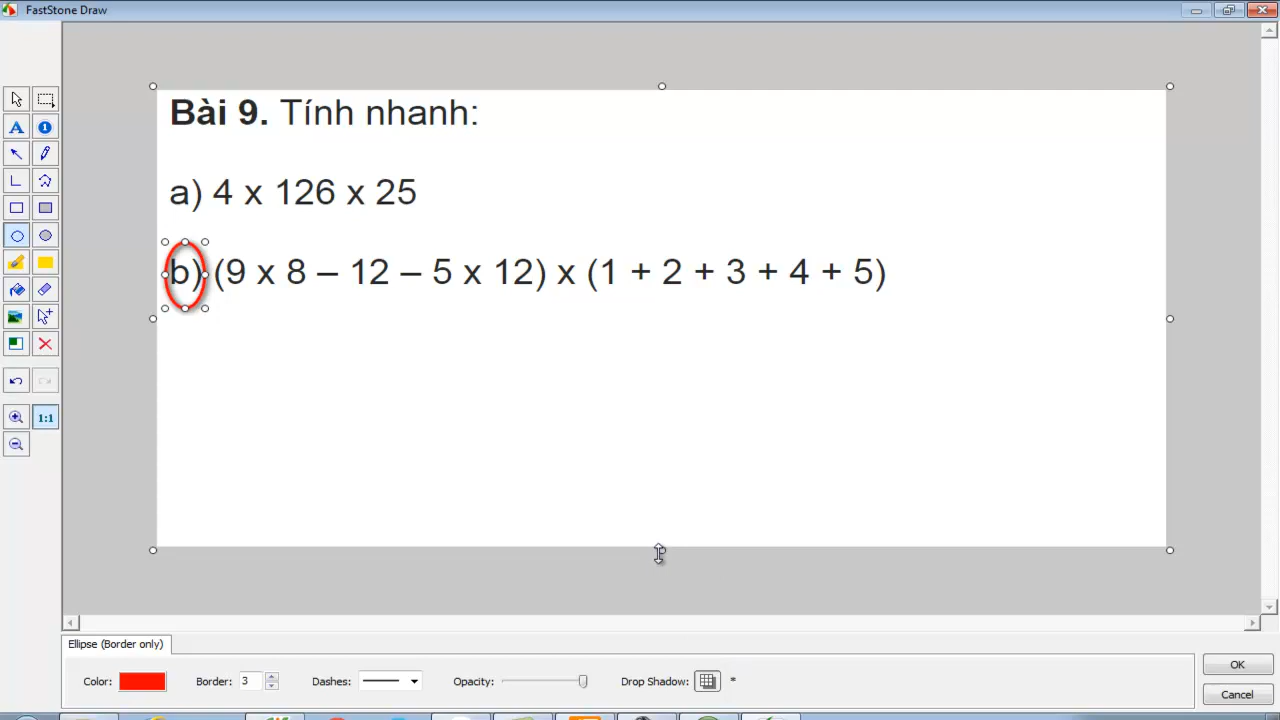 FastStone Draw
Bài 9. Tính nhanh:
a) 4 x 126 x 25
b) (9 x 8 – 12 – 5 x 12) x (1 + 2 + 3 + 4 + 5)
A
1
1:1
Ellipse (Border only)
Color: Border: 3 Dashes: Opacity: Drop Shadow: *
OK
Cancel